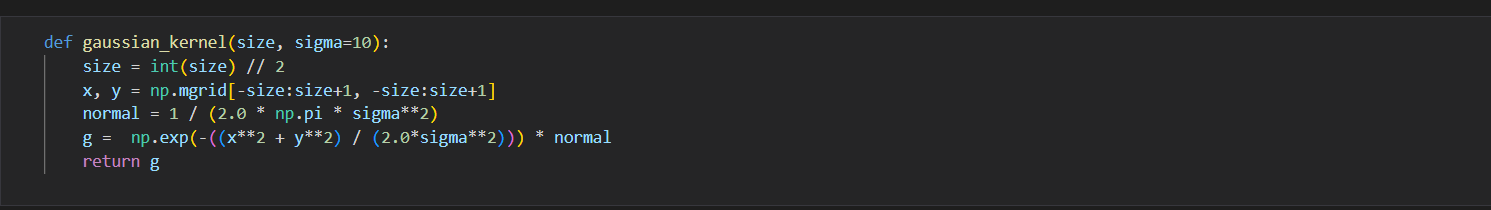 def gaussian_kernel(size, sigma=10):
    size = int(size) // 2
    x, y = np.mgrid[-size:size+1, -size:size+1]
    normal = 1 / (2.0 * np.pi * sigma**2)
    g =  np.exp(-((x**2 + y**2) / (2.0*sigma**2))) * normal
    return g